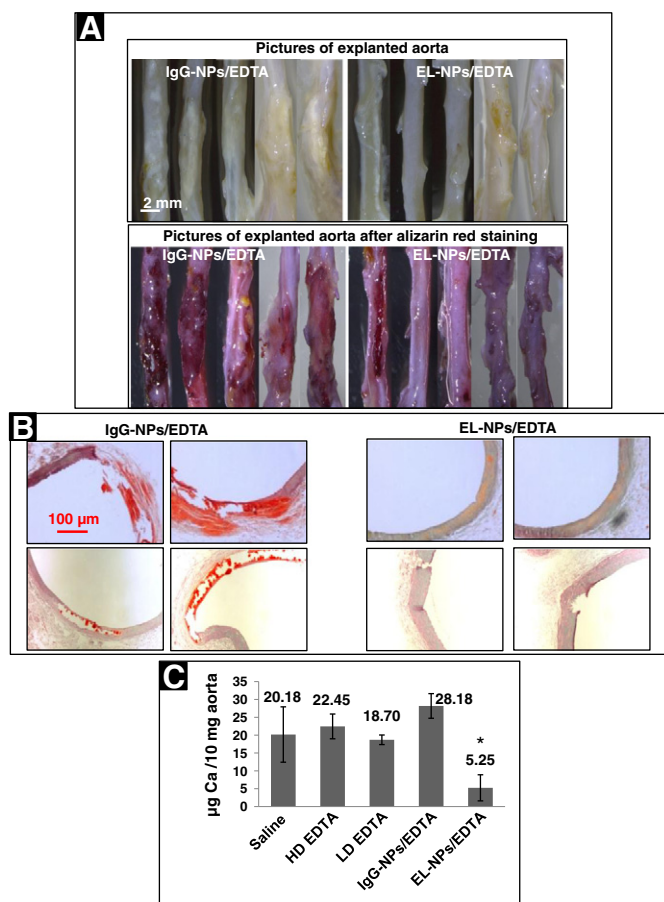 A
Pictures of explanted aorta
IgG-NPs/EDTA EL-NPs/EDTA
2 mm
Pictures of explanted aorta after alizarin red staining
IgG-NPs/EDTA EL-NPs/EDTA
B
IgG-NPs/EDTA EL-NPs/EDTA
100 µm
C
µg Ca /10 mg aorta
35
30
25
20
15
10
5
0
20.18 22.45 18.70 28.18 * 5.25
Saline HD EDTA LD EDTA IgG-NPs/EDTA EL-NPs/EDTA